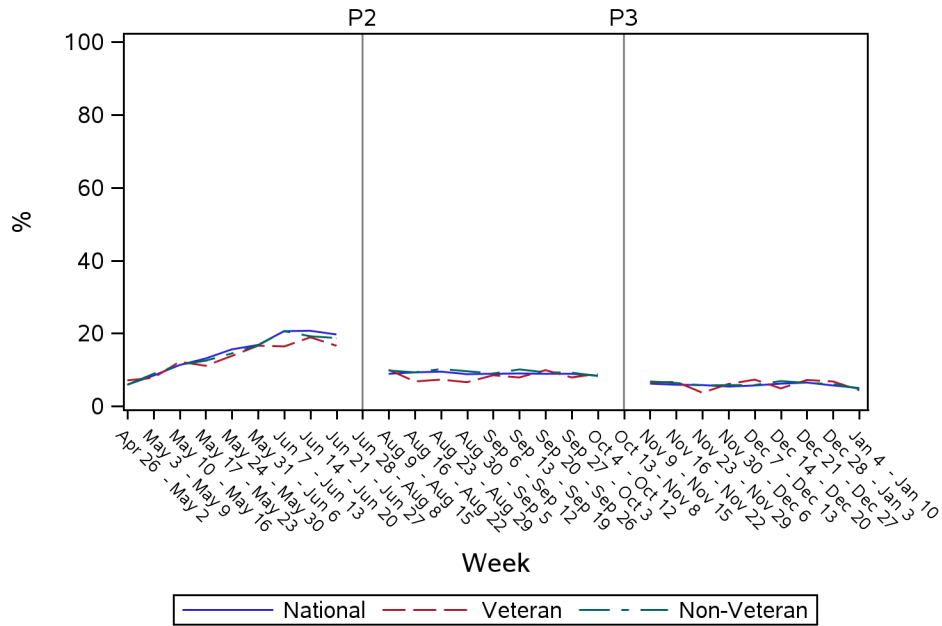 P2 P3
100
80
60
40
20
0
%
Apr 26 - May 2
May 3 - May 9
May 10 - May 16
May 17 - May 23
May 24 - May 30
May 31 - Jun 6
Jun 7 - Jun 13
Jun 14 - Jun 20
Jun 21 - Jun 27
Jun 28 - Aug 8
Aug 9 - Aug 15
Aug 16 - Aug 22
Aug 23 - Aug 29
Aug 30 - Sep 5
Sep 6 - Sep 12
Sep 13 - Sep 19
Sep 20 - Sep 26
Sep 27 - Oct 3
Oct 4 - Oct 12
Oct 13 - Nov 8
Nov 9 - Nov 15
Nov 16 - Nov 22
Nov 23 - Nov 29
Nov 30 - Dec 6
Dec 7 - Dec 13
Dec 14 - Dec 20
Dec 21 - Dec 27
Dec 28 - Jan 3
Jan 4 - Jan 10
Week
National Veteran Non-Veteran